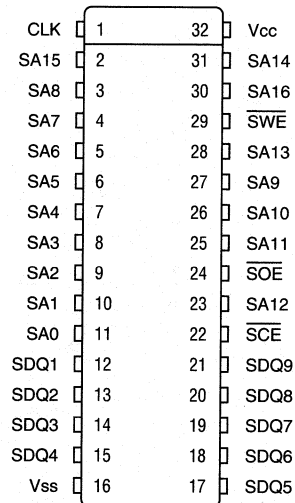 CLK 1 32 Vcc
SA15 2 31 SA14
SA8 3 30 SA16
SA7 4 29 SWE
SA6 5 28 SA13
SA5 6 27 SA9
SA4 7 26 SA10
SA3 8 25 SA11
SA2 9 24 SOE
SA1 10 23 SA12
SA0 11 22 SCE
SDQ1 12 21 SDQ9
SDQ2 13 20 SDQ8
SDQ3 14 19 SDQ7
SDQ4 15 18 SDQ6
Vss 16 17 SDQ5